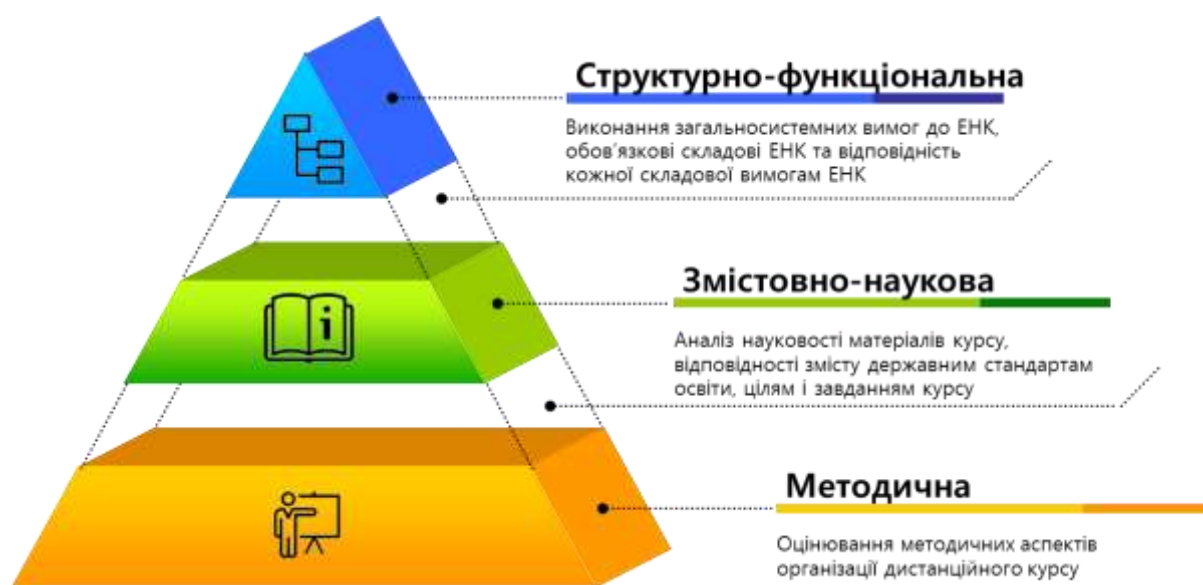 Структурно-функціональна
Виконання загальносистемних вимог до ЕНК,
обов'язкові складові ЕНК та відповідність
кожної складової вимогам ЕНК
i
Змістовно-наукова
Аналіз науковості матеріалів курсу,
відповідності змісту державним стандартам
освіти, цілям і завданням курсу
Методична
Оцінювання методичних аспектів
організації дистанційного курсу